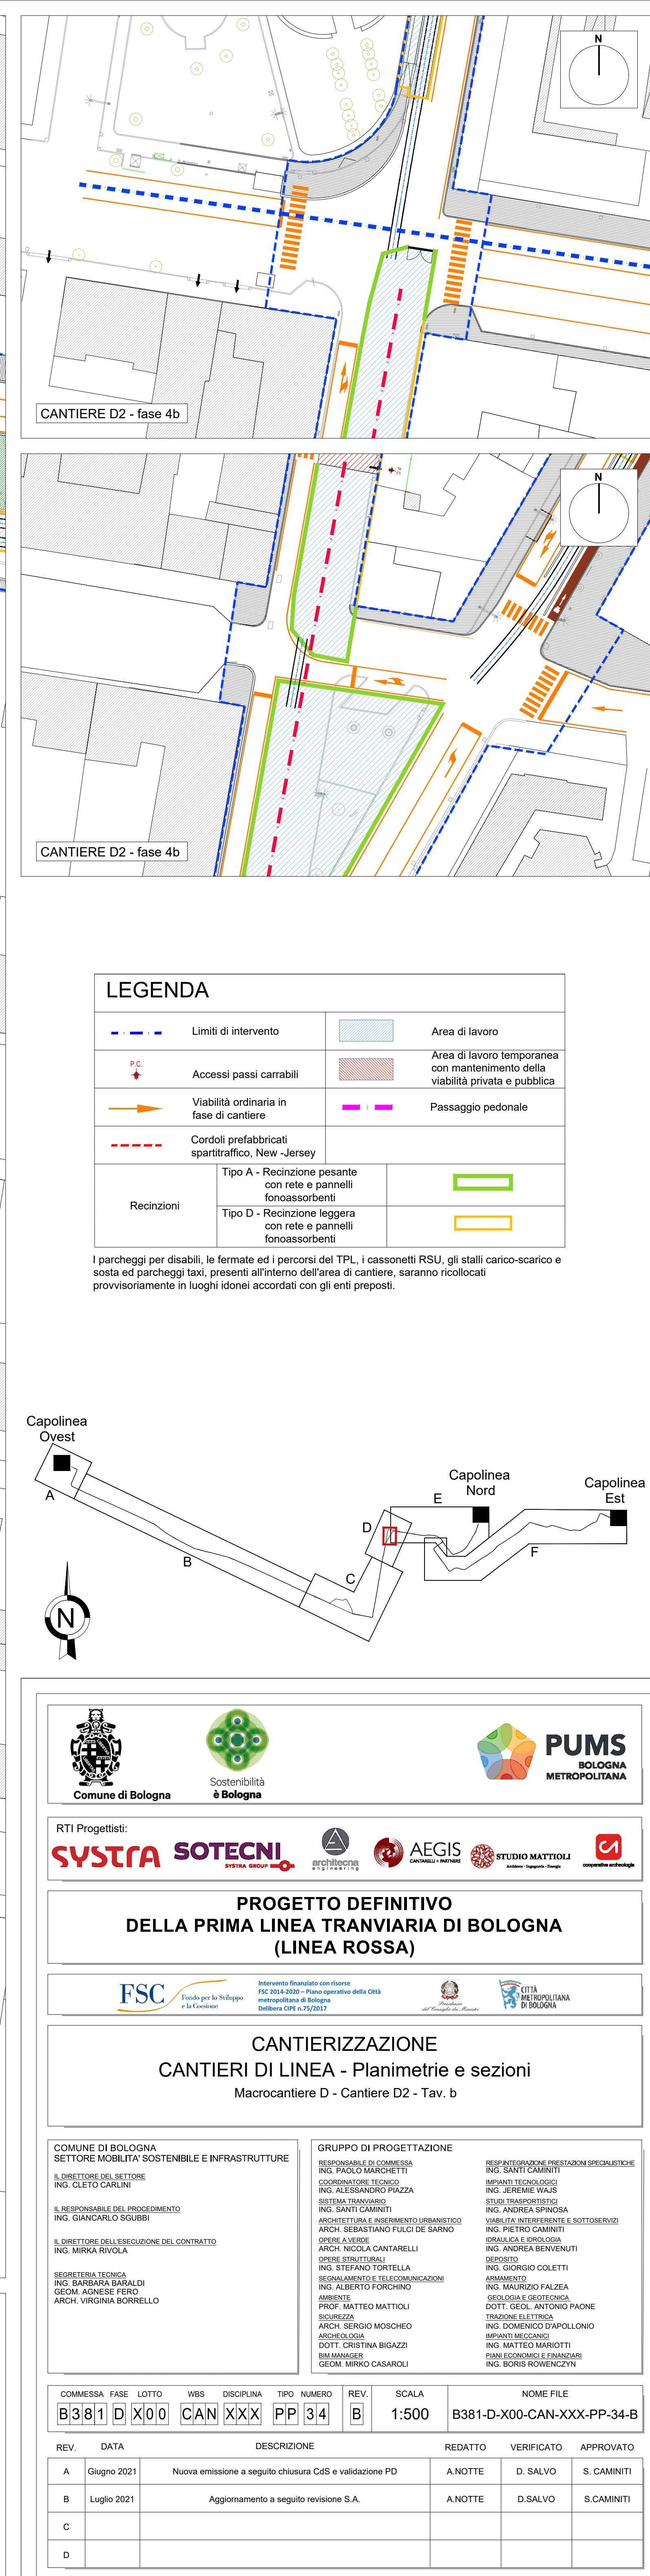 N
CANTIERE D2 - fase 4b
N
CANTIERE D2 - fase 4b
LEGENDA
Limiti di intervento
Area di lavoro
P.C.
Accessi passi carrabili
Area di lavoro temporanea
con mantenimento della
viabilità privata e pubblica
Viabilità ordinaria in
fase di cantiere
Passaggio pedonale
Cordoli prefabbricati
spartitraffico, New -Jersey
Recinzioni
Tipo A - Recinzione pesante
con rete e pannelli
fonoassorbenti
Tipo D - Recinzione leggera
con rete e pannelli
fonoassorbenti
I parcheggi per disabili, le fermate ed i percorsi del TPL, i cassonetti RSU, gli stalli carico-scarico e
sosta ed parcheggi taxi, presenti all'interno dell'area di cantiere, saranno ricollocati
provvisoriamente in luoghi idonei accordati con gli enti preposti.
Capolinea
Ovest
A
B
C
D
E
Capolinea
Nord
Capolinea
Est
F
N
Comune di Bologna
Sostenibilità
è Bologna
PUMS
BOLOGNA
METROPOLITANA
RTI Progettisti:
SYSTRA
SOTECNI
SYSTRA GROUP
architecna
engineering
AEGIS
CANTARELLI + PARTNERS
STUDIO MATTIOLI
Ambiente - Ingegneria - Energia
cooperativa archeologia
PROGETTO DEFINITIVO
DELLA PRIMA LINEA TRANVIARIA DI BOLOGNA
(LINEA ROSSA)
FSC
Fondo per lo Sviluppo
e la Coesione
Intervento finanziato con risorse
FSC 2014-2020 – Piano operativo della Città
metropolitana di Bologna
Delibera CIPE n.75/2017
Presidenza
del Consiglio dei Ministri
CITTÀ
METROPOLITANA
DI BOLOGNA
CANTIERIZZAZIONE
CANTIERI DI LINEA - Planimetrie e sezioni
Macrocantiere D - Cantiere D2 - Tav. b
COMUNE DI BOLOGNA
SETTORE MOBILITA' SOSTENIBILE E INFRASTRUTTURE
IL DIRETTORE DEL SETTORE
ING. CLETO CARLINI
IL RESPONSABILE DEL PROCEDIMENTO
ING. GIANCARLO SGUBBI
IL DIRETTORE DELL'ESECUZIONE DEL CONTRATTO
ING. MIRKA RIVOLA
SEGRETERIA TECNICA
ING. BARBARA BARALDI
GEOM. AGNESE FERO
ARCH. VIRGINIA BORRELLO
GRUPPO DI PROGETTAZIONE
RESPONSABILE DI COMMESSA
ING. PAOLO MARCHETTI
COORDINATORE TECNICO
ING. ALESSANDRO PIAZZA
SISTEMA TRANVIARIO
ING. SANTI CAMINITI
ARCHITETTURA E INSERIMENTO URBANISTICO
ARCH. SEBASTIANO FULCI DE SARNO
OPERE A VERDE
ARCH. NICOLA CANTARELLI
OPERE STRUTTURALI
ING. STEFANO TORTELLA
SEGNALAMENTO E TELECOMUNICAZIONI
ING. ALBERTO FORCHINO
AMBIENTE
PROF. MATTEO MATTIOLI
SICUREZZA
ARCH. SERGIO MOSCHEO
ARCHEOLOGIA
DOTT. CRISTINA BIGAZZI
BIM MANAGER
GEOM. MIRKO CASAROLI
RESP.INTEGRAZIONE PRESTAZIONI SPECIALISTICHE
ING. SANTI CAMINITI
IMPIANTI TECNOLOGICI
ING. JEREMIE WAJS
STUDI TRASPORTISTICI
ING. ANDREA SPINOSA
VIABILITA' INTERFERENTE E SOTTOSERVIZI
ING. PIETRO CAMINITI
IDRAULICA E IDROLOGIA
ING. ANDREA BENVENUTI
DEPOSITO
ING. GIORGIO COLETTI
ARMAMENTO
ING. MAURIZIO FALZEA
GEOLOGIA E GEOTECNICA
DOTT. GEOL. ANTONIO PAONE
TRAZIONE ELETTRICA
ING. DOMENICO D'APOLLONIO
IMPIANTI MECCANICI
ING. MATTEO MARIOTTI
PIANI ECONOMICI E FINANZIARI
ING. BORIS ROWENCZYN
COMMESSA FASE LOTTO WBS DISCIPLINA TIPO NUMERO REV. SCALA NOME FILE
B381 D X00 CAN XXX PP 34 B 1:500 B381-D-X00-CAN-XXX-PP-34-B
REV. DATA DESCRIZIONE REDATTO VERIFICATO APPROVATO
A Giugno 2021 Nuova emissione a seguito chiusura CdS e validazione PD A.NOTTE D. SALVO S. CAMINITI
B Luglio 2021 Aggiornamento a seguito revisione S.A. A.NOTTE D.SALVO S.CAMINITI
C
D